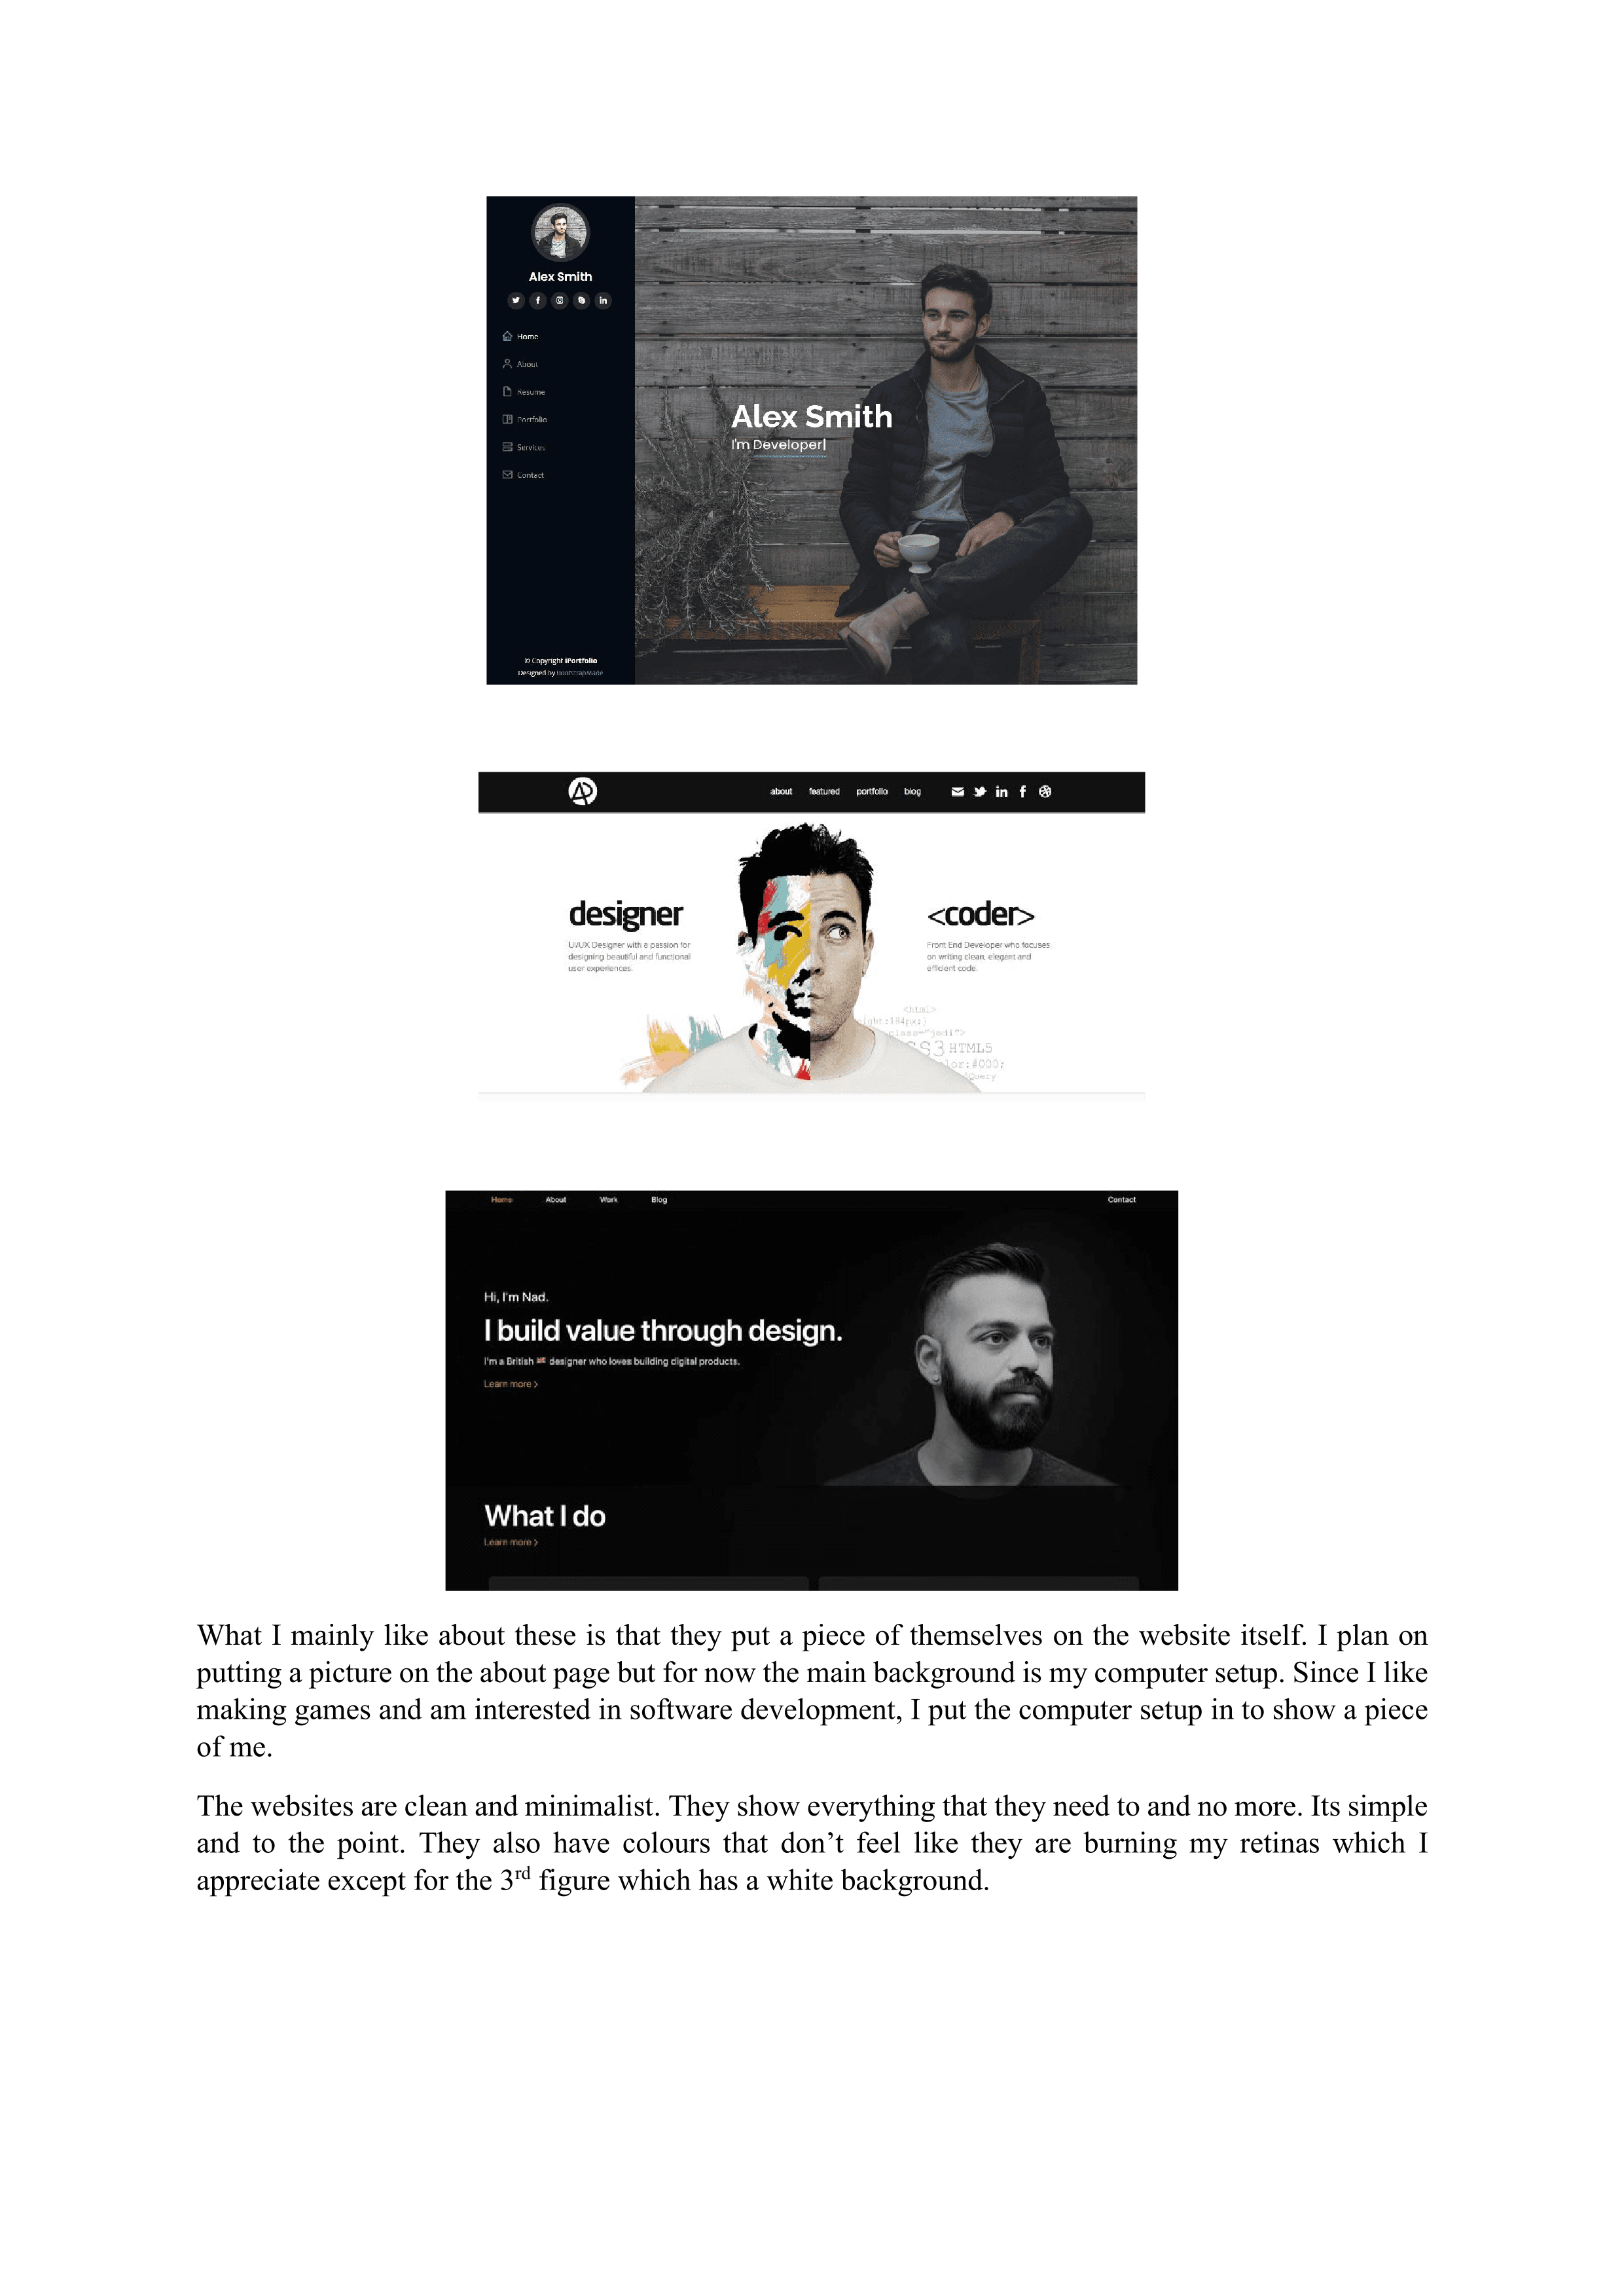 Alex Smith
Home
About
Resume
Portfolio
Services
Contact
© Copyright iPortfolio
Designed by BootstrapMade
Alex Smith
I'm Developer
about featured portfolio blog
designer
UI/UX Designer with a passion for
designing beautiful and functional
user experiences.
<coder>
Front End Developer who focuses
on writing clean, elegant and
efficient code.
<html>
ight:184px;}
class="jedi">
SS3 HTML5
lor:#000;
Query
Home About Work Blog Contact
Hi, I'm Nad.
I build value through design.
I'm a British designer who loves building digital products.
Learn more >
What I do
Learn more >
What I mainly like about these is that they put a piece of themselves on the website itself. I plan on
putting a picture on the about page but for now the main background is my computer setup. Since I like
making games and am interested in software development, I put the computer setup in to show a piece
of me.
The websites are clean and minimalist. They show everything that they need to and no more. Its simple
and to the point. They also have colours that don’t feel like they are burning my retinas which I
appreciate except for the 3rd figure which has a white background.